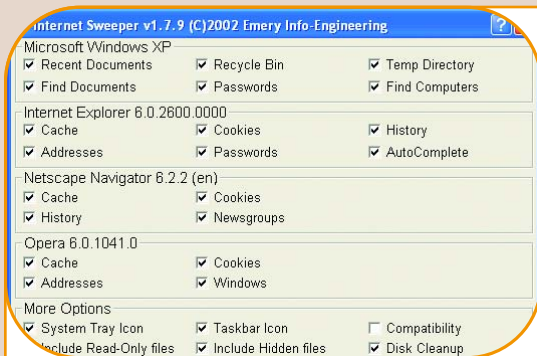 Internet Sweeper v1.7.9 (C)2002 Emery Info-Engineering ?
Microsoft Windows XP
Recent Documents Recycle Bin Temp Directory
Find Documents Passwords Find Computers
Internet Explorer 6.0.2600.0000
Cache Cookies History
Addresses Passwords AutoComplete
Netscape Navigator 6.2.2 (en)
Cache Cookies
History Newsgroups
Opera 6.0.1041.0
Cache Cookies
Addresses Windows
More Options
System Tray Icon Taskbar Icon Compatibility
Include Read-Only files Include Hidden files Disk Cleanup